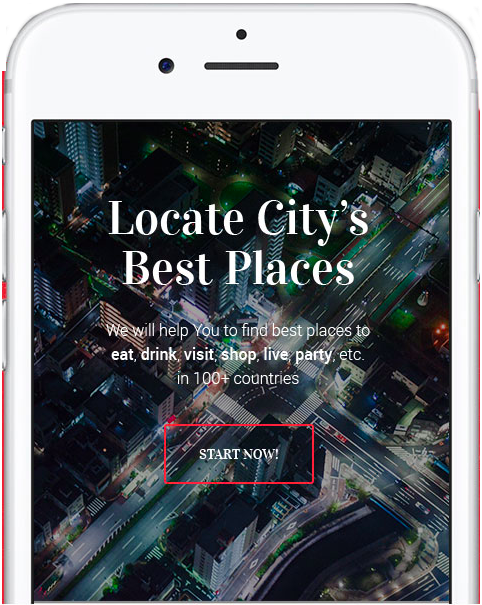 Locate City’s
Best Places
We will help You to find best places to
eat, drink, visit, shop, live, party, etc.
in 100+ countries
START NOW!